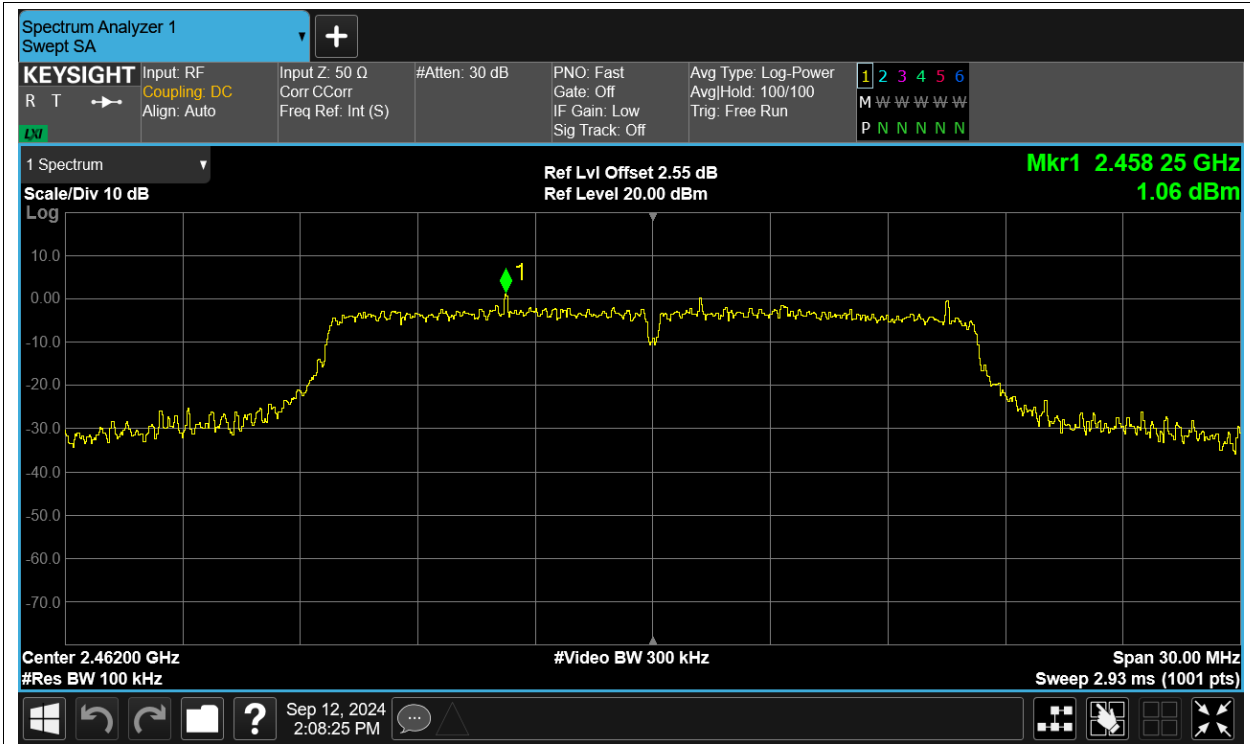 Spectrum Analyzer 1
Swept SA
KEYSIGHT
R T
LXI
Input: RF
Coupling: DC
Align: Auto
Input Z: 50 Ω
Corr CCorr
Freq Ref: Int (S)
#Atten: 30 dB
PNO: Fast
Gate: Off
IF Gain: Low
Sig Track: Off
Avg Type: Log-Power
Avg|Hold: 100/100
Trig: Free Run
1 2 3 4 5 6
M W W W W W
P N N N N N
1 Spectrum
Scale/Div 10 dB
Ref Lvl Offset 2.55 dB
Ref Level 20.00 dBm
Mkr1 2.458 25 GHz
1.06 dBm
Log
1
10.0
0.00
-10.0
-20.0
-30.0
-40.0
-50.0
-60.0
-70.0
Center 2.46200 GHz
#Video BW 300 kHz
Span 30.00 MHz
#Res BW 100 kHz
Sweep 2.93 ms (1001 pts)
?
Sep 12, 2024
2:08:25 PM